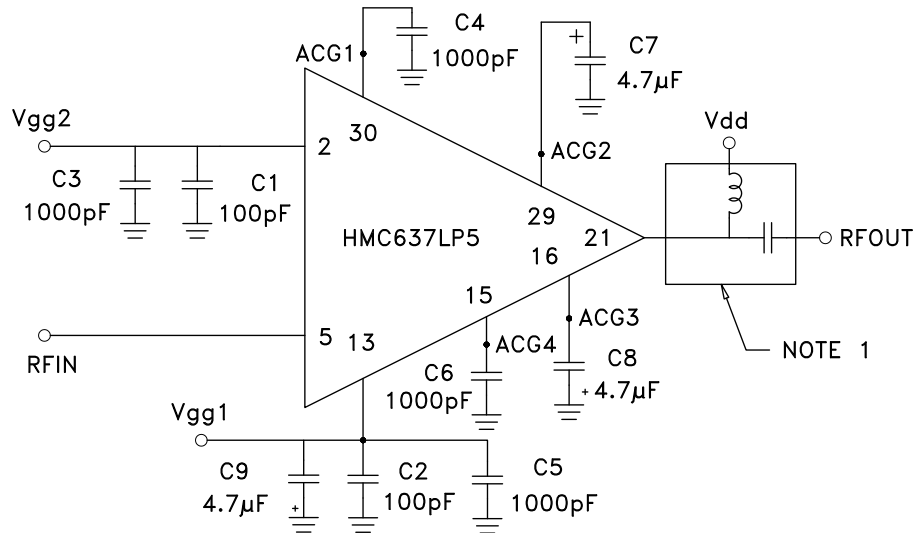 C4
1000pF
ACG1
+
C7
4.7µF
Vgg2
30
2
C3
1000pF
C1
100pF
ACG2
Vdd
29
HMC637LP5
21
16
RFOUT
15
ACG3
5
13
ACG4
RFIN
C6
1000pF
C8
+
4.7µF
NOTE 1
Vgg1
C9
4.7µF
+
C2
100pF
C5
1000pF